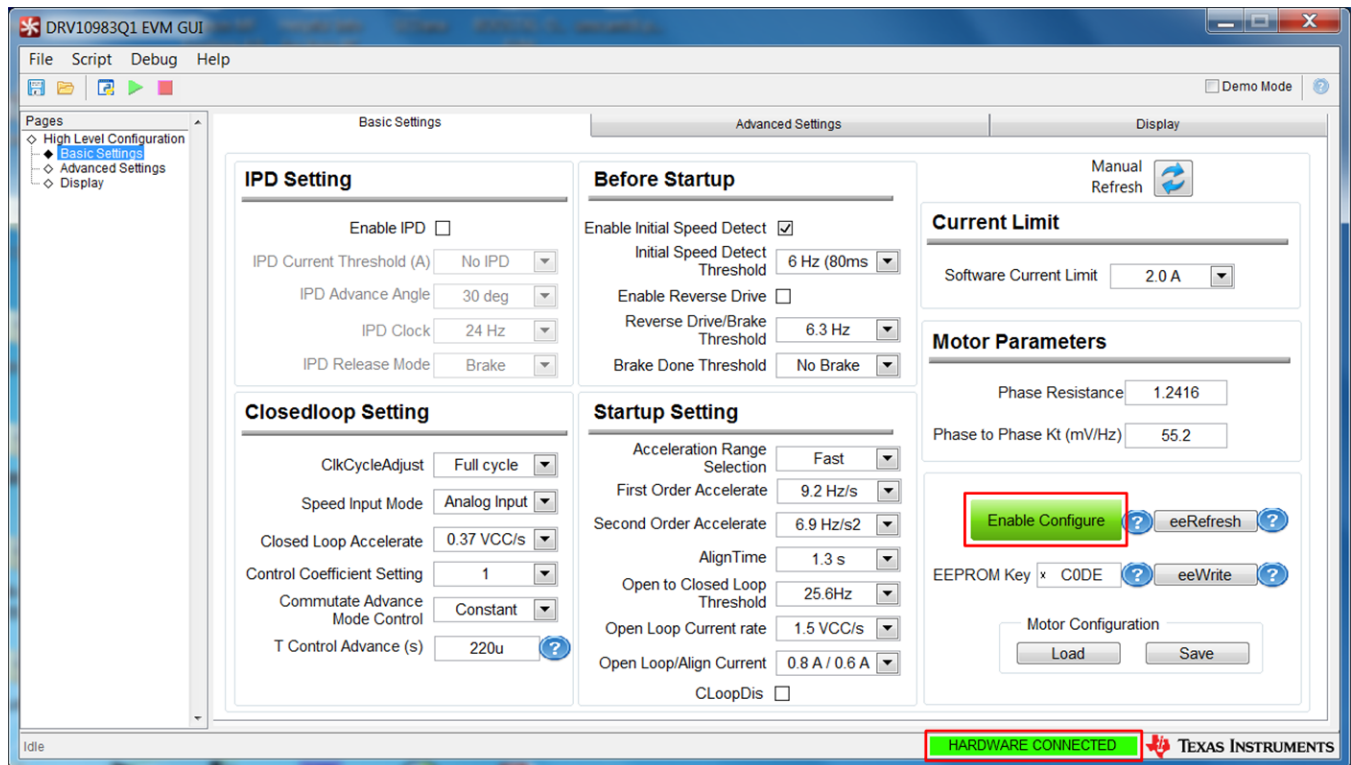 DRV10983Q1 EVM GUI
File Script Debug Help
Demo Mode
Pages
High Level Configuration
Basic Settings
Advanced Settings
Display
Basic Settings
Advanced Settings
Display
Manual
Refresh
IPD Setting
Enable IPD
IPD Current Threshold (A) No IPD
IPD Advance Angle 30 deg
IPD Clock 24 Hz
IPD Release Mode Brake
Before Startup
Enable Initial Speed Detect
Initial Speed Detect
Threshold 6 Hz (80ms
Enable Reverse Drive
Reverse Drive/Brake
Threshold 6.3 Hz
Brake Done Threshold No Brake
Current Limit
Software Current Limit 2.0 A
Motor Parameters
Phase Resistance 1.2416
Phase to Phase Kt (mV/Hz) 55.2
Closedloop Setting
ClkCycleAdjust Full cycle
Speed Input Mode Analog Input
Closed Loop Accelerate 0.37 VCC/s
Control Coefficient Setting 1
Commutate Advance
Mode Control Constant
T Control Advance (s) 220u ?
Startup Setting
Acceleration Range
Selection Fast
First Order Accelerate 9.2 Hz/s
Second Order Accelerate 6.9 Hz/s2
AlignTime 1.3 s
Open to Closed Loop
Threshold 25.6Hz
Open Loop Current rate 1.5 VCC/s
Open Loop/Align Current 0.8 A / 0.6 A
CLoopDis
Enable Configure ? eeRefresh ?
EEPROM Key x C0DE ? eeWrite ?
Motor Configuration
Load Save
Idle
HARDWARE CONNECTED
TEXAS INSTRUMENTS